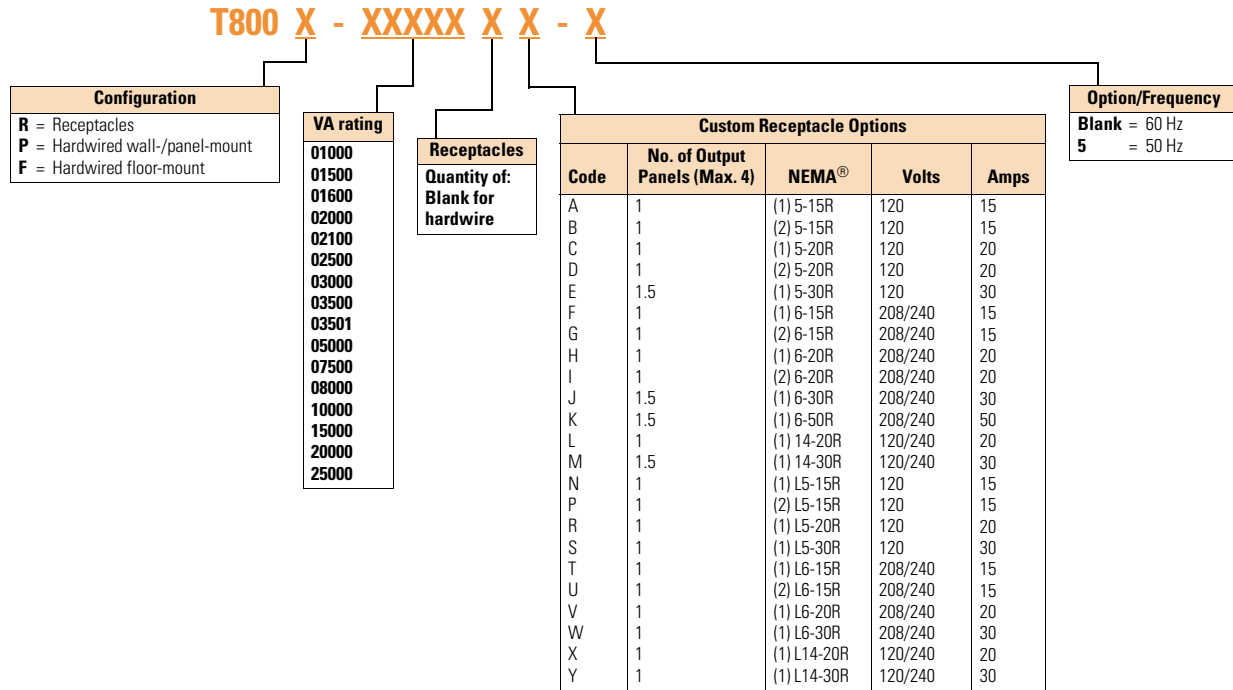 T800 X - XXXXX X X - X
Configuration
R = Receptacles
P = Hardwired wall-/panel-mount
F = Hardwired floor-mount
VA rating
01000
01500
01600
02000
02100
02500
03000
03500
03501
05000
07500
08000
10000
15000
20000
25000
Receptacles
Quantity of:
Blank for
hardwire
Custom Receptacle Options
Code No. of Output Panels (Max. 4) NEMA® Volts Amps
A 1 (1) 5-15R 120 15
B 1 (2) 5-15R 120 15
C 1 (1) 5-20R 120 20
D 1 (2) 5-20R 120 20
E 1.5 (1) 5-30R 120 30
F 1 (1) 6-15R 208/240 15
G 1 (2) 6-15R 208/240 15
H 1 (1) 6-20R 208/240 20
I 1 (2) 6-20R 208/240 20
J 1.5 (1) 6-30R 208/240 30
K 1.5 (1) 6-50R 208/240 50
L 1 (1) 14-20R 120/240 20
M 1.5 (1) 14-30R 120/240 30
N 1 (1) L5-15R 120 15
P 1 (2) L5-15R 120 15
R 1 (1) L5-20R 120 20
S 1 (1) L5-30R 120 30
T 1 (1) L6-15R 208/240 15
U 1 (2) L6-15R 208/240 15
V 1 (1) L6-20R 208/240 20
W 1 (1) L6-30R 208/240 30
X 1 (1) L14-20R 120/240 20
Y 1 (1) L14-30R 120/240 30
Option/Frequency
Blank = 60 Hz
5 = 50 Hz